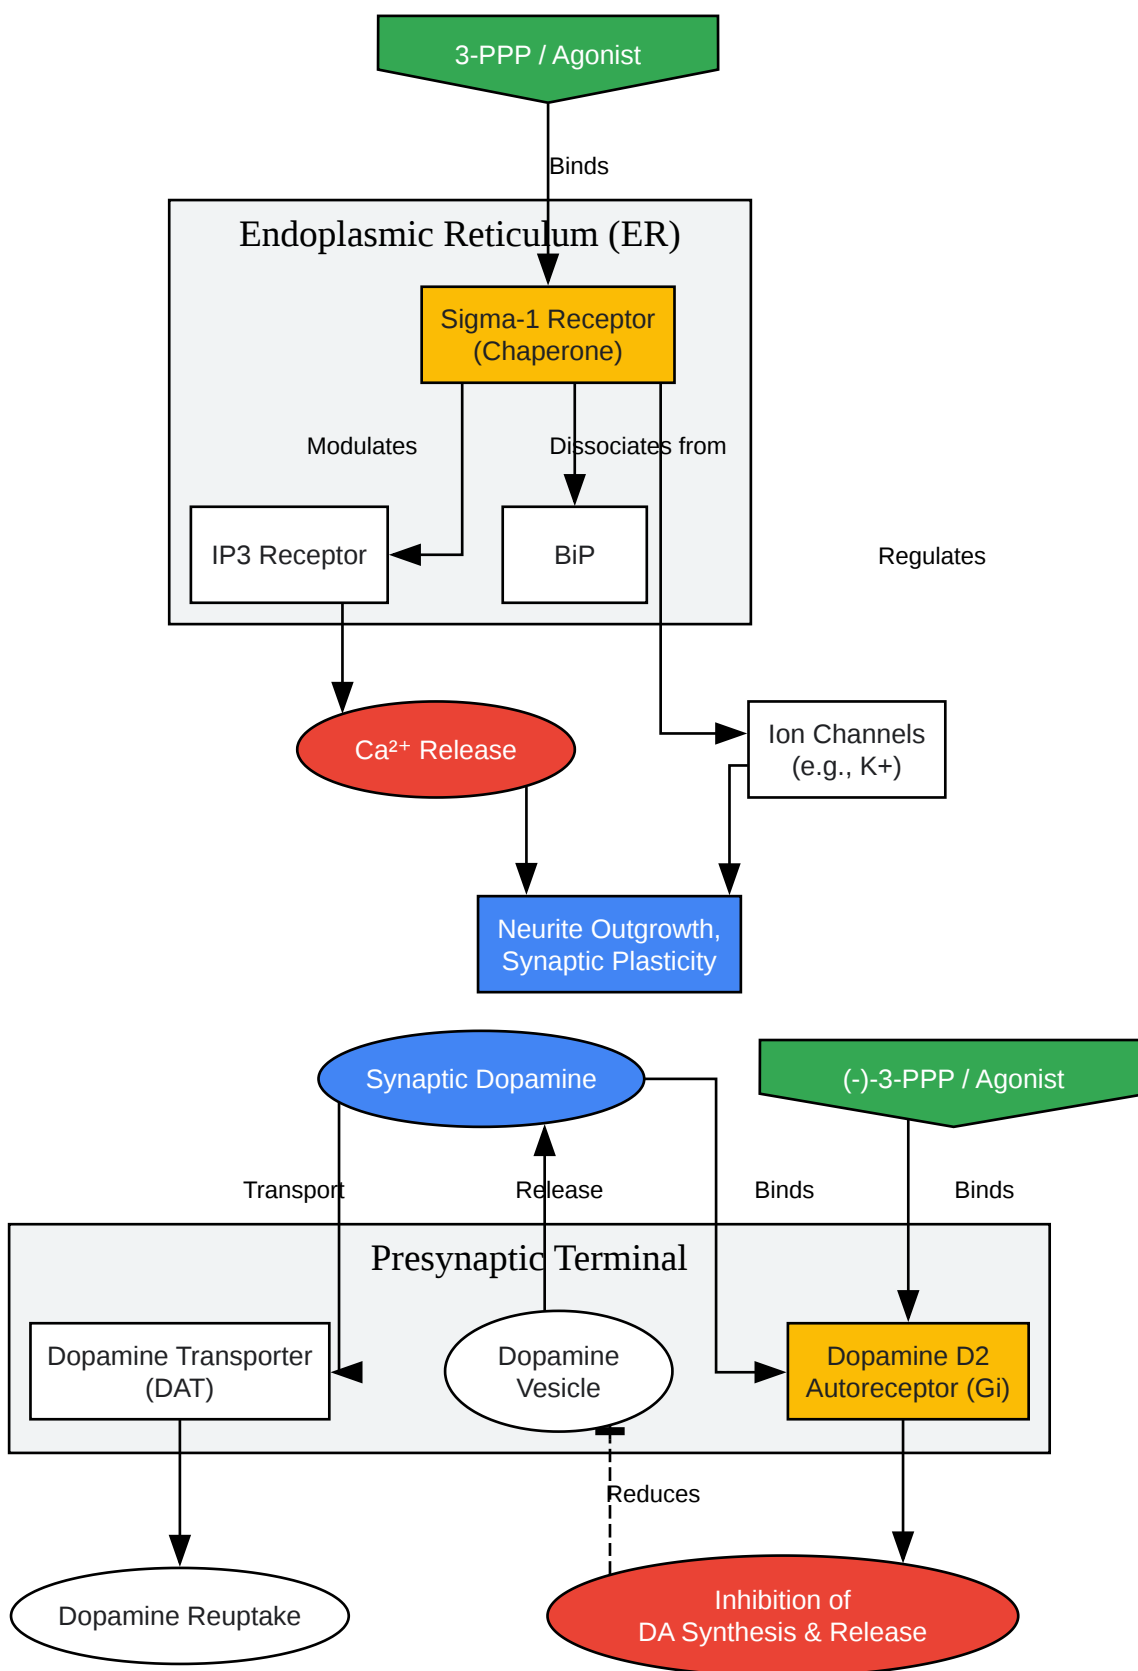 3-PPP / Agonist
Binds
Endoplasmic Reticulum (ER)
Sigma-1 Receptor
(Chaperone)
Modulates
Dissociates from
IP3 Receptor
BiP
Regulates
Ca²⁺ Release
Ion Channels
(e.g., K+)
Neurite Outgrowth,
Synaptic Plasticity
Synaptic Dopamine
(-)-3-PPP / Agonist
Transport
Release
Binds
Binds
Presynaptic Terminal
Dopamine Transporter
(DAT)
Dopamine
Vesicle
Dopamine D2
Autoreceptor (Gi)
Reduces
Dopamine Reuptake
Inhibition of
DA Synthesis & Release